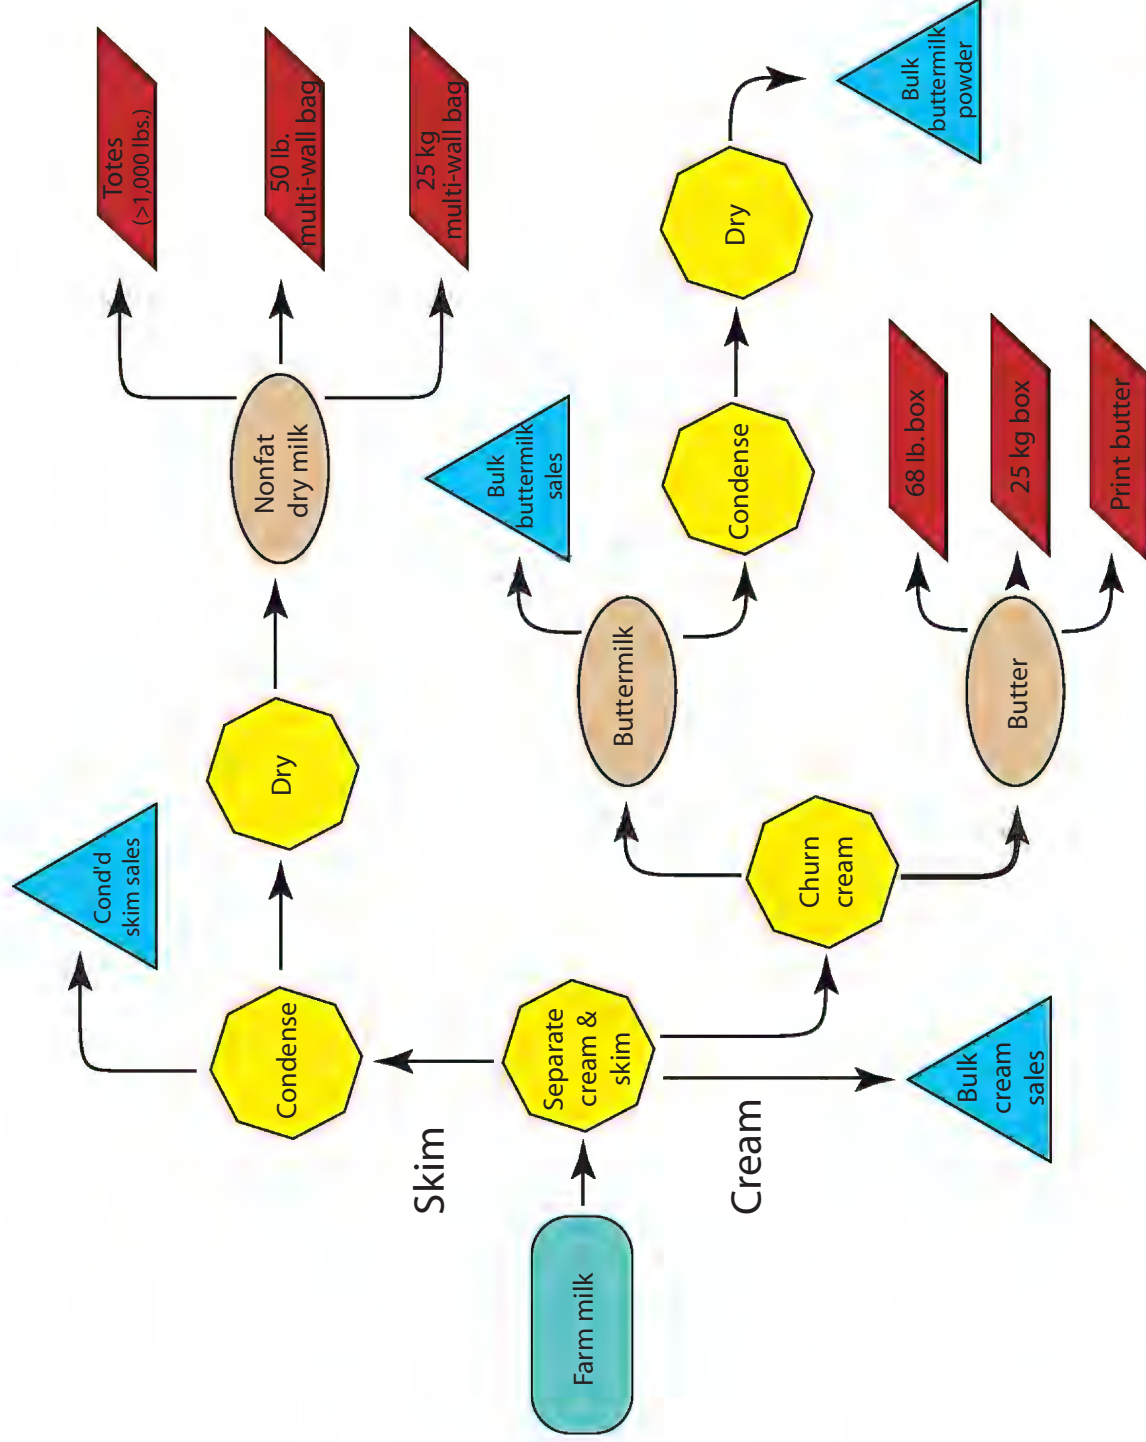 Farm milk
Skim
Cream
Separate
cream &
skim
Condense
Cond'd
skim sales
Dry
Nonfat
dry milk
Totes
(>1,000 lbs.)
50 lb.
multi-wall bag
25 kg
multi-wall bag
Bulk
cream
sales
Churn
cream
Buttermilk
Bulk
buttermilk
sales
Condense
Dry
Bulk
buttermilk
powder
Butter
68 lb. box
25 kg box
Print butter